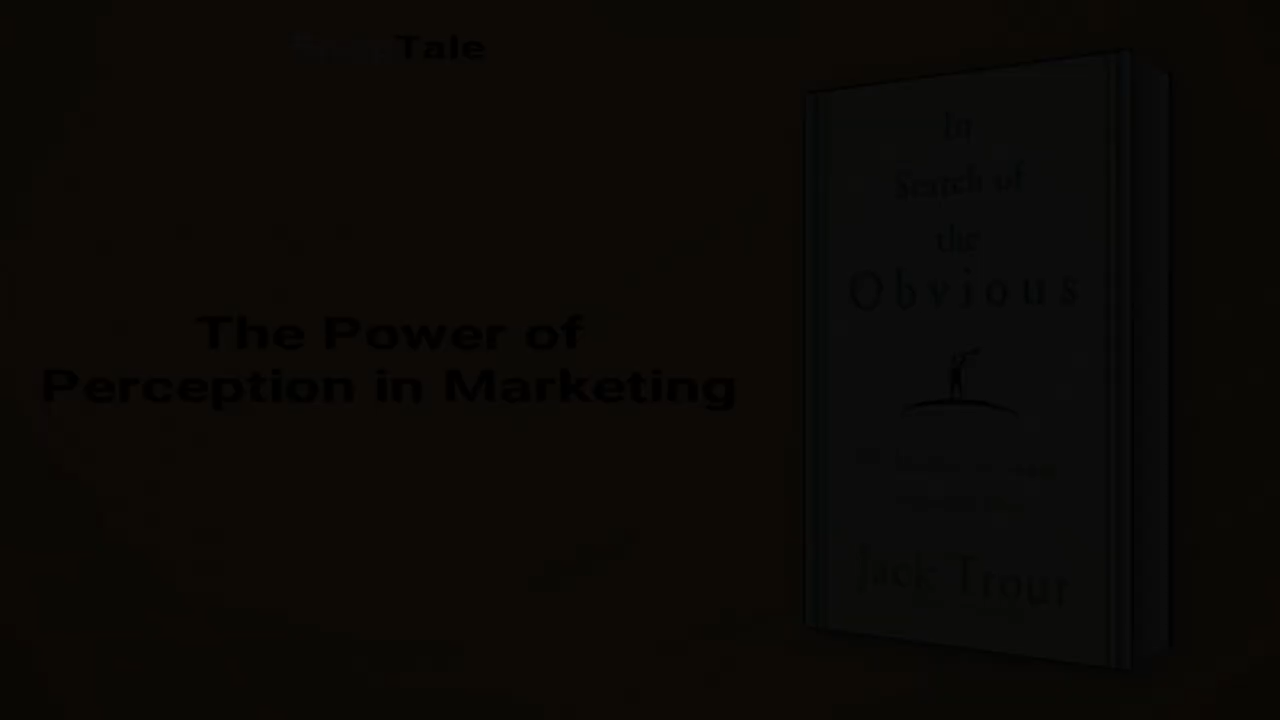 Tale
The Power of
Perception in Marketing
In
Search of
the
Obvious
Jack Trout